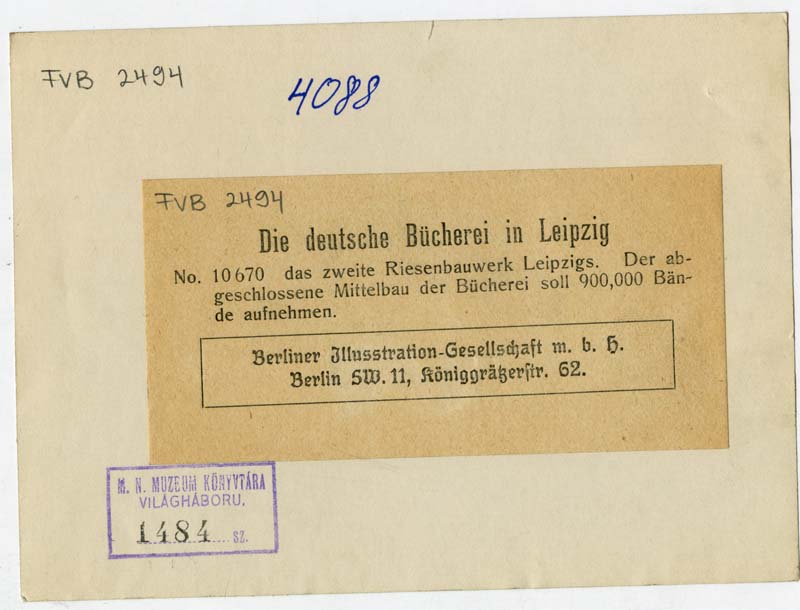 FVB 2494
4088
FVB 2494
Die deutsche Bücherei in Leipzig
No. 10670 das zweite Riesenbauwerk Leipzigs. Der ab-
geschlossene Mittelbau der Bücherei soll 900,000 Bän-
de aufnehmen.
Berliner Illusstration-Gesellschaft m. b. H.
Berlin SW. 11, Königgrätzerstr. 62.
M. N. MUZEUM KÖNYVTÁRA
VILÁGHÁBORU.
1484 SZ.